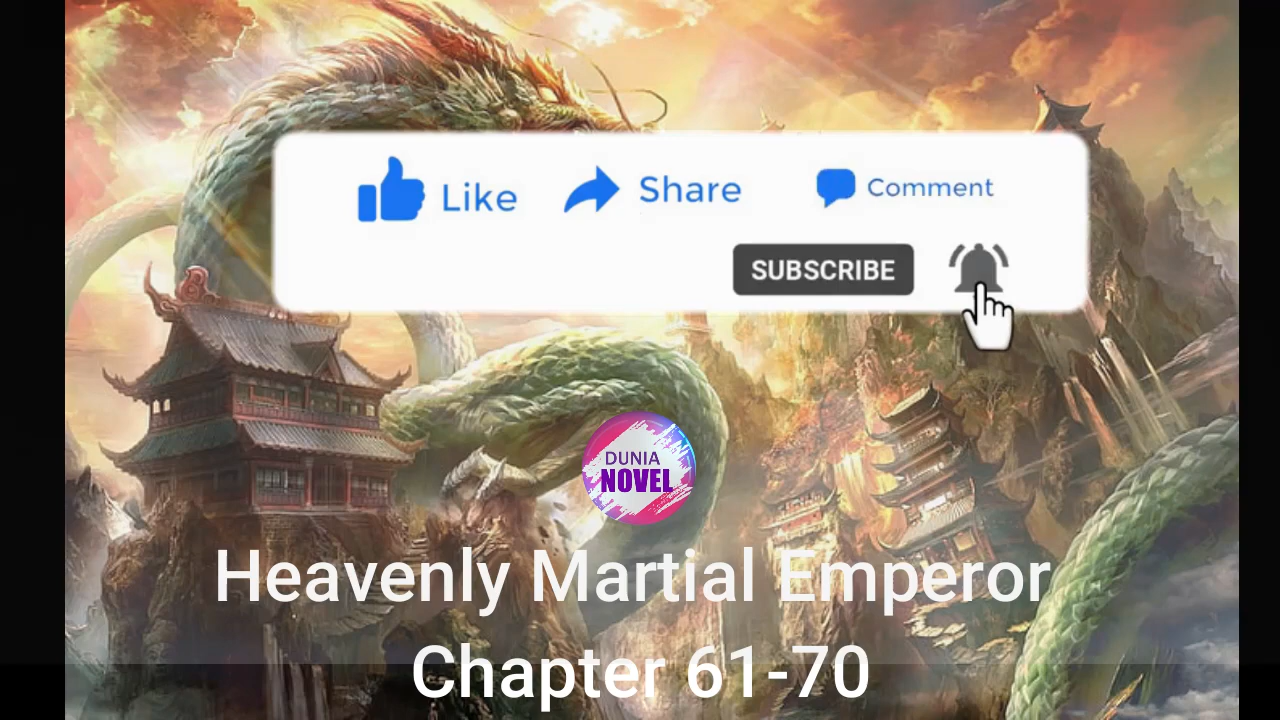 Like Share Comment
SUBSCRIBE
DUNIA
NOVEL
Heavenly Martial Emperor
Chapter 61-70